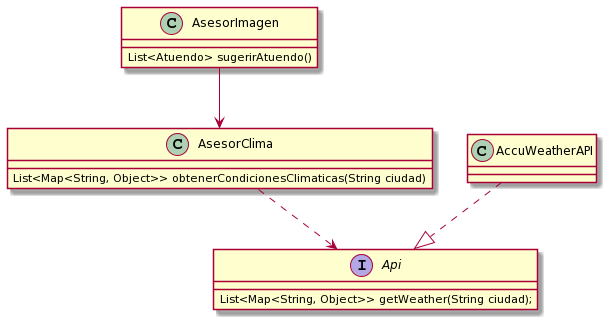 C AsesorImagen
List<Atuendo> sugerirAtuendo()
C AsesorClima
List<Map<String, Object>> obtenerCondicionesClimaticas(String ciudad)
C AccuWeatherAPI
I Api
List<Map<String, Object>> getWeather(String ciudad);